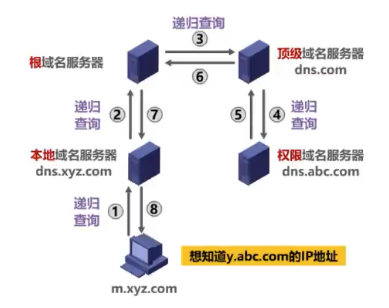 递归查询
③
根域名服务器
⑥
顶级域名服务器
dns.com
递归
查询
②
⑦
⑤
④
递归
查询
本地域名服务器
dns.xyz.com
权限域名服务器
dns.abc.com
递归
查询
①
⑧
想知道y.abc.com的IP地址
m.xyz.com